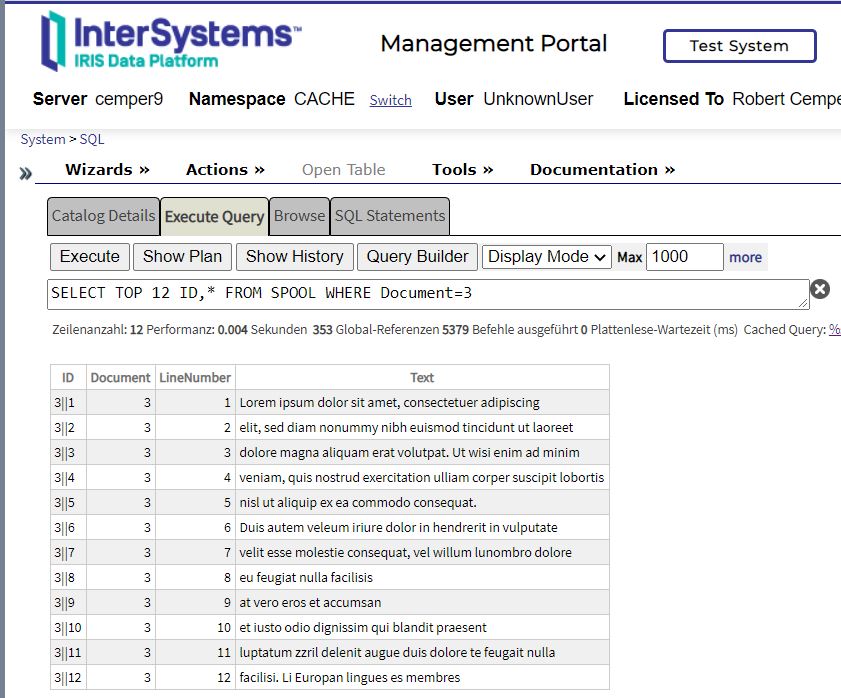 InterSystems™
IRIS Data Platform
Management Portal
Test System
Server cemper9 Namespace CACHE Switch User UnknownUser Licensed To Robert Cempe
System > SQL
» Wizards » Actions » Open Table Tools » Documentation »
Catalog Details Execute Query Browse SQL Statements
Execute Show Plan Show History Query Builder Display Mode Max 1000 more
SELECT TOP 12 ID,* FROM SPOOL WHERE Document=3
Zeilenanzahl: 12 Performanz: 0.004 Sekunden 353 Global-Referenzen 5379 Befehle ausgeführt 0 Plattenlese-Wartezeit (ms) Cached Query: %
ID Document LineNumber Text
3||1 3 1 Lorem ipsum dolor sit amet, consectetuer adipiscing
3||2 3 2 elit, sed diam nonummy nibh euismod tincidunt ut laoreet
3||3 3 3 dolore magna aliquam erat volutpat. Ut wisi enim ad minim
3||4 3 4 veniam, quis nostrud exercitation ulliam corper suscipit lobortis
3||5 3 5 nisl ut aliquip ex ea commodo consequat.
3||6 3 6 Duis autem veleum iriure dolor in hendrerit in vulputate
3||7 3 7 velit esse molestie consequat, vel willum lunombro dolore
3||8 3 8 eu feugiat nulla facilisis
3||9 3 9 at vero eros et accumsan
3||10 3 10 et iusto odio dignissim qui blandit praesent
3||11 3 11 luptatum zzril delenit augue duis dolore te feugait nulla
3||12 3 12 facilisi. Li Europan lingues es membres